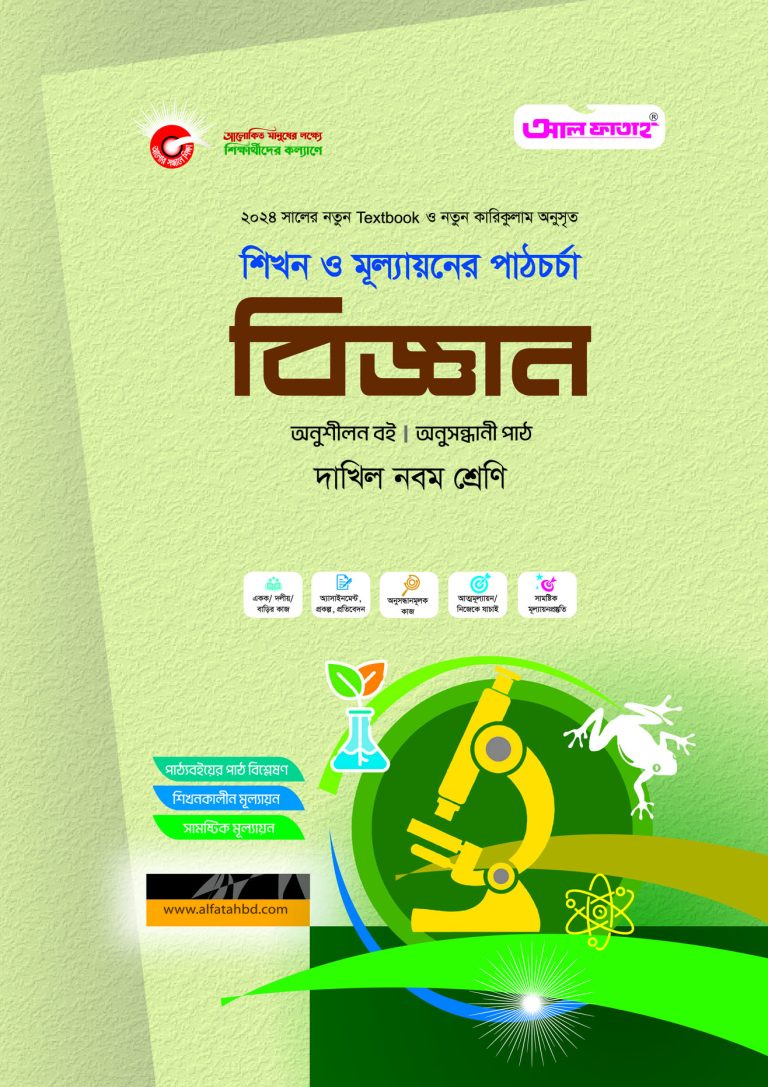 আলোর সন্ধানে শিক্ষা
আলোকিত মানুষের লক্ষ্যে
শিক্ষার্থীদের কল্যাণে
আল ফাতাহ®
২০২৪ সালের নতুন Textbook ও নতুন কারিকুলাম অনুসৃত
শিখন ও মূল্যায়নের পাঠচর্চা
বিজ্ঞান
অনুশীলন বই | অনুসন্ধানী পাঠ
দাখিল নবম শ্রেণি
একক/ দলীয়/
বাড়ির কাজ
অ্যাসাইনমেন্ট,
প্রকল্প, প্রতিবেদন
অনুসন্ধানমূলক
কাজ
আত্মমূল্যায়ন/
নিজেকে যাচাই
সামষ্টিক
মূল্যায়নপ্রস্তুতি
পাঠ্যবইয়ের পাঠ বিশ্লেষণ
শিখনকালীন মূল্যায়ন
সামষ্টিক মূল্যায়ন
www.alfatahbd.com